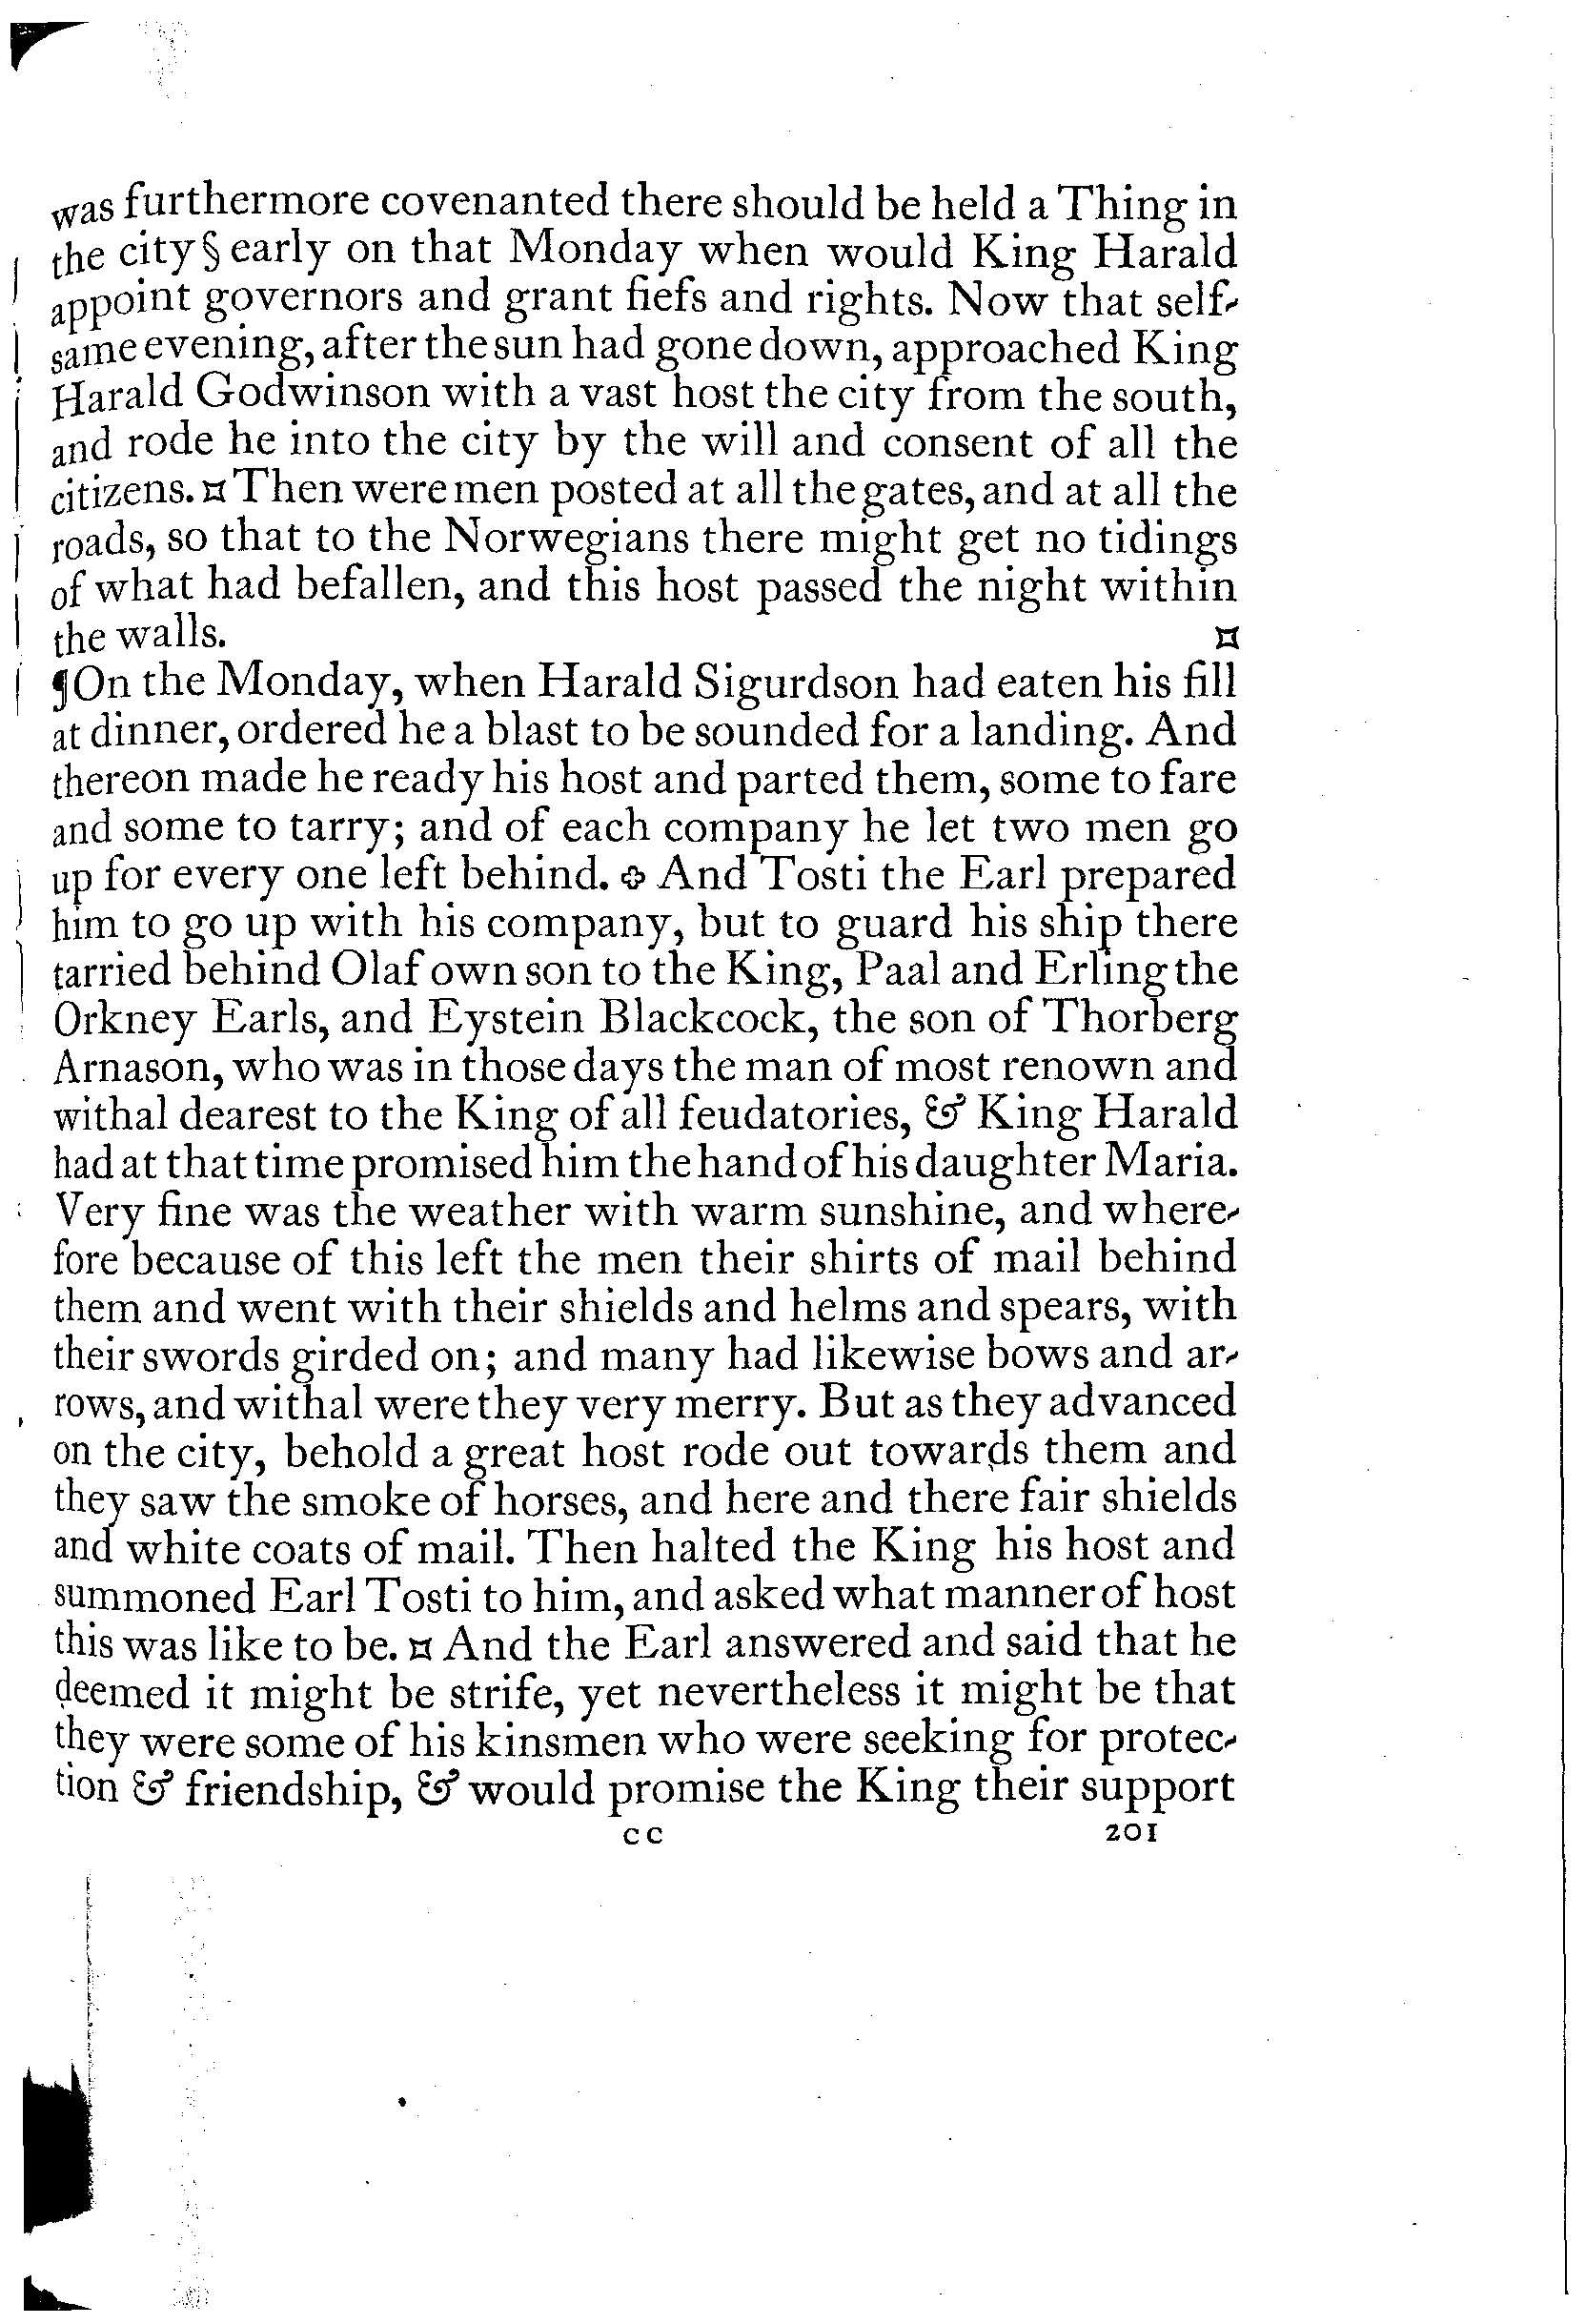 was furthermore covenanted there should be held a Thing in
the city § early on that Monday when would King Harald
appoint governors and grant fiefs and rights. Now that self-
same evening, after the sun had gone down, approached King
Harald Godwinson with a vast host the city from the south,
and rode he into the city by the will and consent of all the
citizens. ¤ Then were men posted at all the gates, and at all the
roads, so that to the Norwegians there might get no tidings
of what had befallen, and this host passed the night within
the walls. ¤
¶On the Monday, when Harald Sigurdson had eaten his fill
at dinner, ordered he a blast to be sounded for a landing. And
thereon made he ready his host and parted them, some to fare
and some to tarry; and of each company he let two men go
up for every one left behind. ✠ And Tosti the Earl prepared
him to go up with his company, but to guard his ship there
tarried behind Olaf own son to the King, Paal and Erling the
Orkney Earls, and Eystein Blackcock, the son of Thorberg
Arnason, who was in those days the man of most renown and
withal dearest to the King of all feudatories, & King Harald
had at that time promised him the hand of his daughter Maria.
Very fine was the weather with warm sunshine, and where-
fore because of this left the men their shirts of mail behind
them and went with their shields and helms and spears, with
their swords girded on; and many had likewise bows and ar-
rows, and withal were they very merry. But as they advanced
on the city, behold a great host rode out towards them and
they saw the smoke of horses, and here and there fair shields
and white coats of mail. Then halted the King his host and
summoned Earl Tosti to him, and asked what manner of host
this was like to be. ¤ And the Earl answered and said that he
deemed it might be strife, yet nevertheless it might be that
they were some of his kinsmen who were seeking for protec-
tion & friendship, & would promise the King their support
cc 201